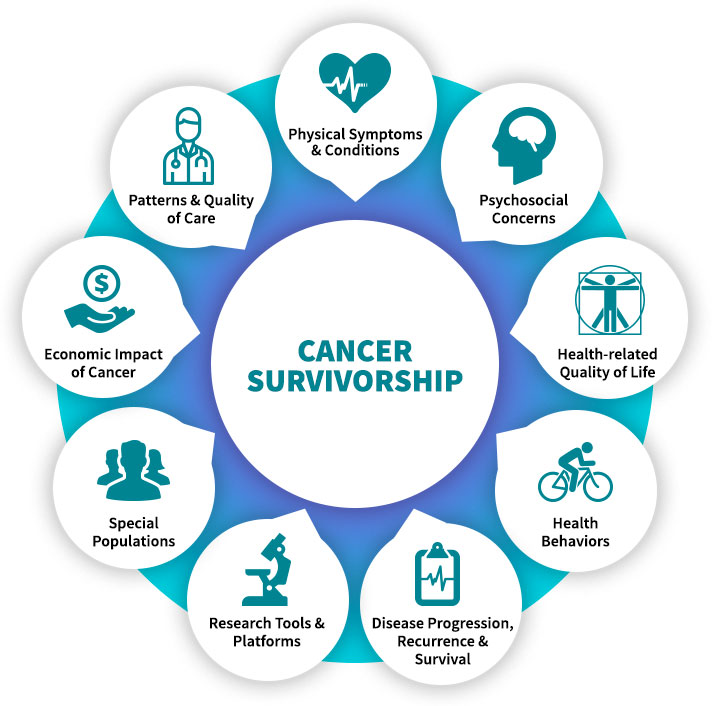 Physical Symptoms
& Conditions
Psychosocial
Concerns
Health-related
Quality of Life
Health
Behaviors
Disease Progression,
Recurrence &
Survival
Research Tools &
Platforms
Special
Populations
$
Economic Impact
of Cancer
Patterns & Quality
of Care
CANCER
SURVIVORSHIP